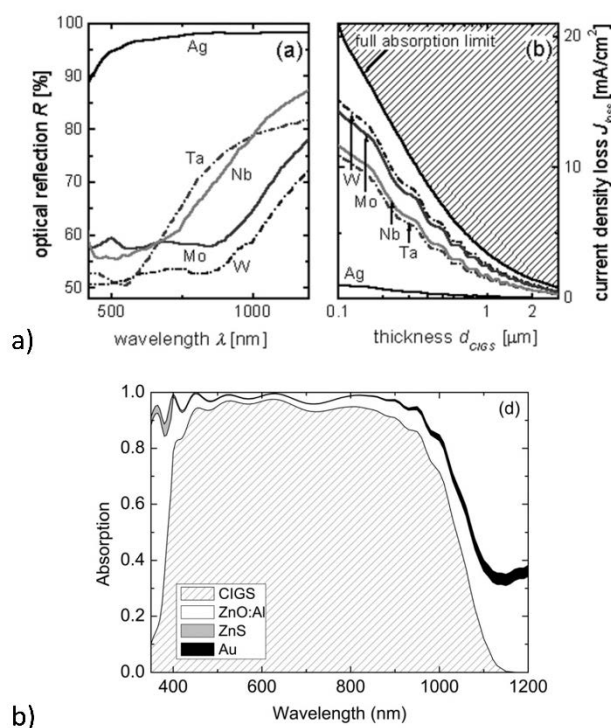 a)
(a)
optical reflection R [%]
100
90
80
70
60
50
500
1000
wavelength λ [nm]
Ag
Ta
Nb
Mo
W
(b)
full absorption limit
W
Mo
Nb
Ta
Ag
0.1
1
2
thickness dCIGS [μm]
20
10
0
current density loss Jloss [mA/cm²]
b)
(d)
Absorption
1.0
0.8
0.6
0.4
0.2
0.0
CIGS
ZnO:Al
ZnS
Au
400
600
800
1000
1200
Wavelength (nm)